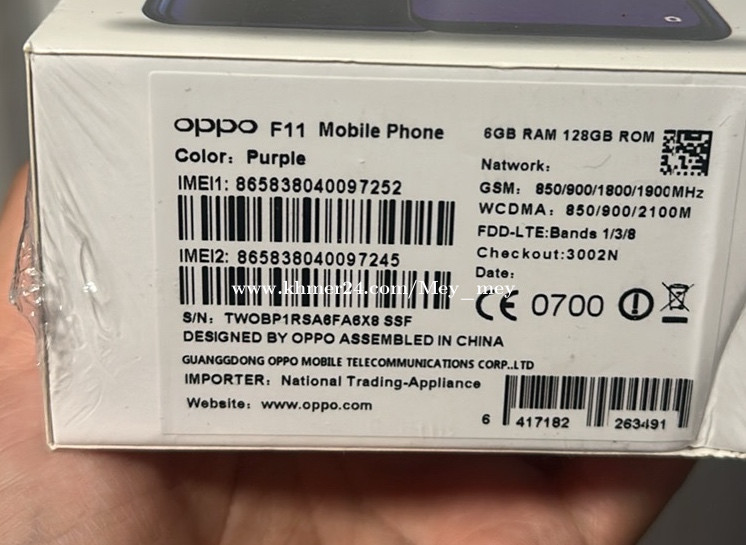 oppo F11 Mobile Phone
Color: Purple
IMEI1: 865838040097252
IMEI2: 865838040097245
www.khmer24.com/Mey_mey
S/N: TWOBP1RSA6FA6X8 SSF
DESIGNED BY OPPO ASSEMBLED IN CHINA
GUANGGDONG OPPO MOBILE TELECOMMUNICATIONS CORP..LTD
IMPORTER: National Trading-Appliance
Website: www.oppo.com
6GB RAM 128GB ROM
Natwork:
GSM: 850/900/1800/1900MHz
WCDMA: 850/900/2100M
FDD-LTE:Bands 1/3/8
Checkout:3002N
Date:
CE 0700
6 417182 263491